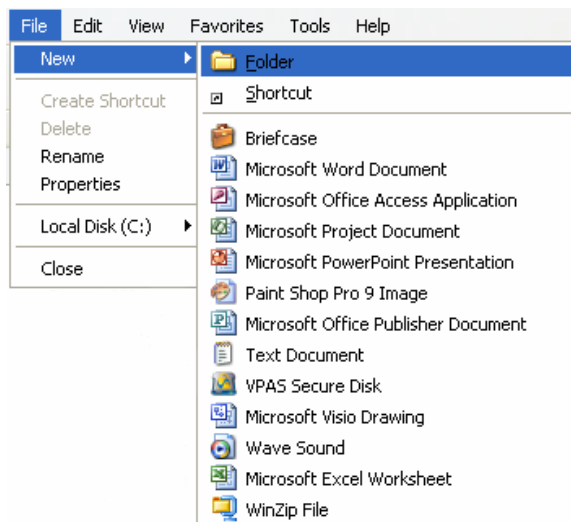 File Edit View Favorites Tools Help
New
Create Shortcut
Delete
Rename
Properties
Local Disk (C:)
Close
Folder
Shortcut
Briefcase
Microsoft Word Document
Microsoft Office Access Application
Microsoft Project Document
Microsoft PowerPoint Presentation
Paint Shop Pro 9 Image
Microsoft Office Publisher Document
Text Document
VPAS Secure Disk
Microsoft Visio Drawing
Wave Sound
Microsoft Excel Worksheet
WinZip File